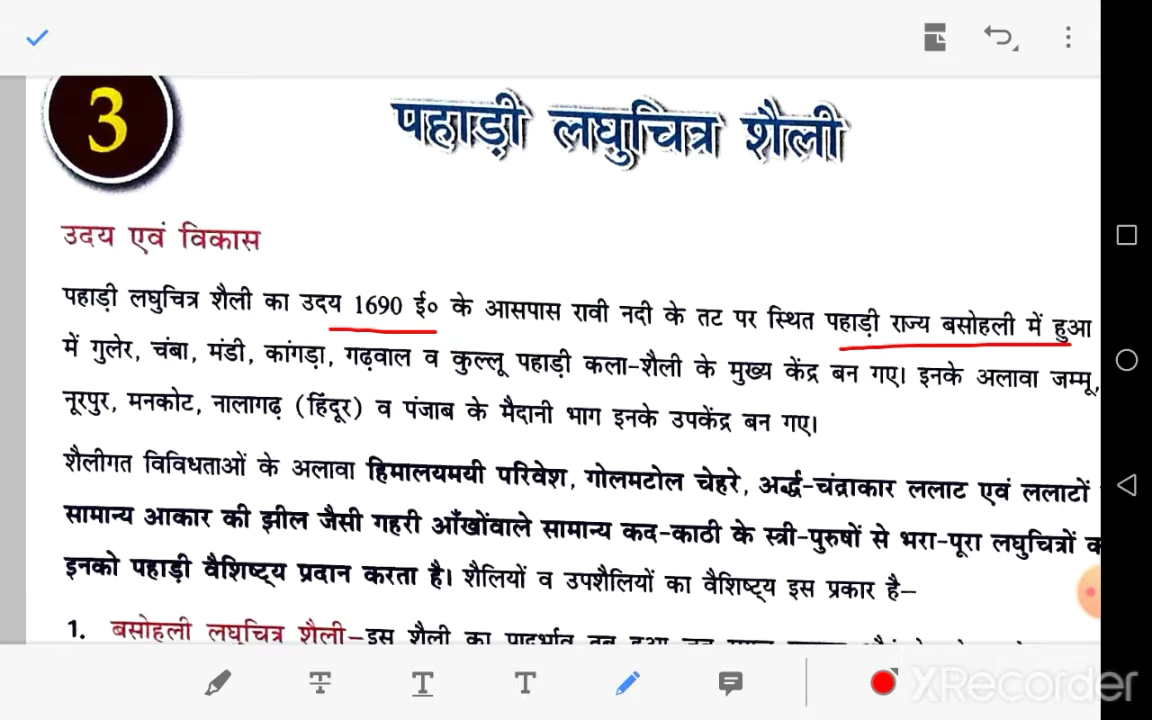 3
पहाड़ी लघुचित्र शैली
उदय एवं विकास
पहाड़ी लघुचित्र शैली का उदय 1690 ई० के आसपास रावी नदी के तट पर स्थित पहाड़ी राज्य बसोहली में हुआ
में गुलेर, चंबा, मंडी, कांगड़ा, गढ़वाल व कुल्लू पहाड़ी कला-शैली के मुख्य केंद्र बन गए। इनके अलावा जम्मू,
नूरपुर, मनकोट, नालागढ़ (हिंदूर) व पंजाब के मैदानी भाग इनके उपकेंद्र बन गए।
शैलीगत विविधताओं के अलावा हिमालयमयी परिवेश, गोलमटोल चेहरे, अर्द्ध-चंद्राकार ललाट एवं ललाटों
सामान्य आकार की झील जैसी गहरी आँखोंवाले सामान्य कद-काठी के स्त्री-पुरुषों से भरा-पूरा लघुचित्रों
इनको पहाड़ी वैशिष्ट्य प्रदान करता है। शैलियों व उपशैलियों का वैशिष्ट्य इस प्रकार है–
1. बसोहली लघुचित्र शैली–इस शैली का प्रादुर्भाव तब हुआ जब
T T T
XRecorder